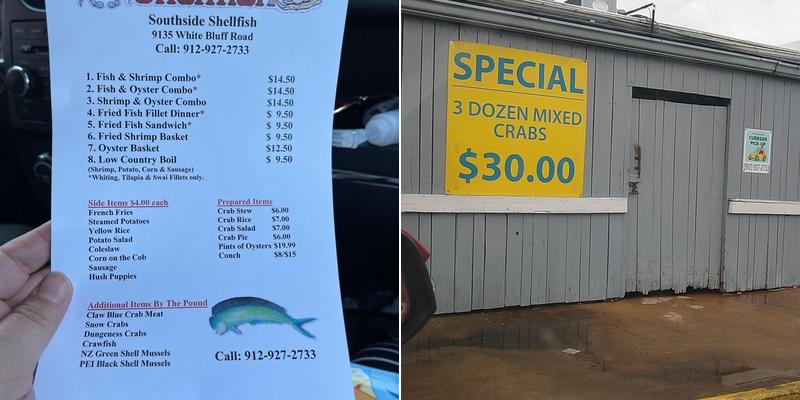 Southside Shellfish
9135 White Bluff Road
Call: 912-927-2733
1. Fish & Shrimp Combo* $14.50
2. Fish & Oyster Combo* $14.50
3. Shrimp & Oyster Combo $14.50
4. Fried Fish Fillet Dinner* $ 9.50
5. Fried Fish Sandwich* $ 9.50
6. Fried Shrimp Basket $ 9.50
7. Oyster Basket $12.50
8. Low Country Boil $ 9.50
(Shrimp, Potato, Corn & Sausage)
*Whiting, Tilapia & Swai Fillets only.
Side Items $4.00 each
French Fries
Steamed Potatoes
Yellow Rice
Potato Salad
Coleslaw
Corn on the Cob
Sausage
Hush Puppies
Prepared Items
Crab Stew $6.00
Crab Rice $7.00
Crab Salad $7.00
Crab Pie $6.00
Pints of Oysters $19.99
Conch $8/$15
Additional Items By The Pound
Claw Blue Crab Meat
Snow Crabs
Dungeness Crabs
Crawfish
NZ Green Shell Mussels
PEI Black Shell Mussels
Call: 912-927-2733
SPECIAL
3 DOZEN MIXED
CRABS
$30.00
CURBSIDE
PICK-UP
(912) 927-2733